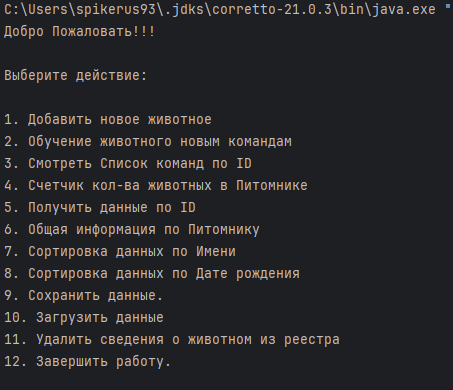 C:\Users\spikerus93\.jdks\corretto-21.0.3\bin\java.exe "
Добро Пожаловать!!!
Выберите действие:
1. Добавить новое животное
2. Обучение животного новым командам
3. Смотреть Список команд по ID
4. Счетчик кол-ва животных в Питомнике
5. Получить данные по ID
6. Общая информация по Питомнику
7. Сортировка данных по Имени
8. Сортировка данных по Дате рождения
9. Сохранить данные.
10. Загрузить данные
11. Удалить сведения о животном из реестра
12. Завершить работу.